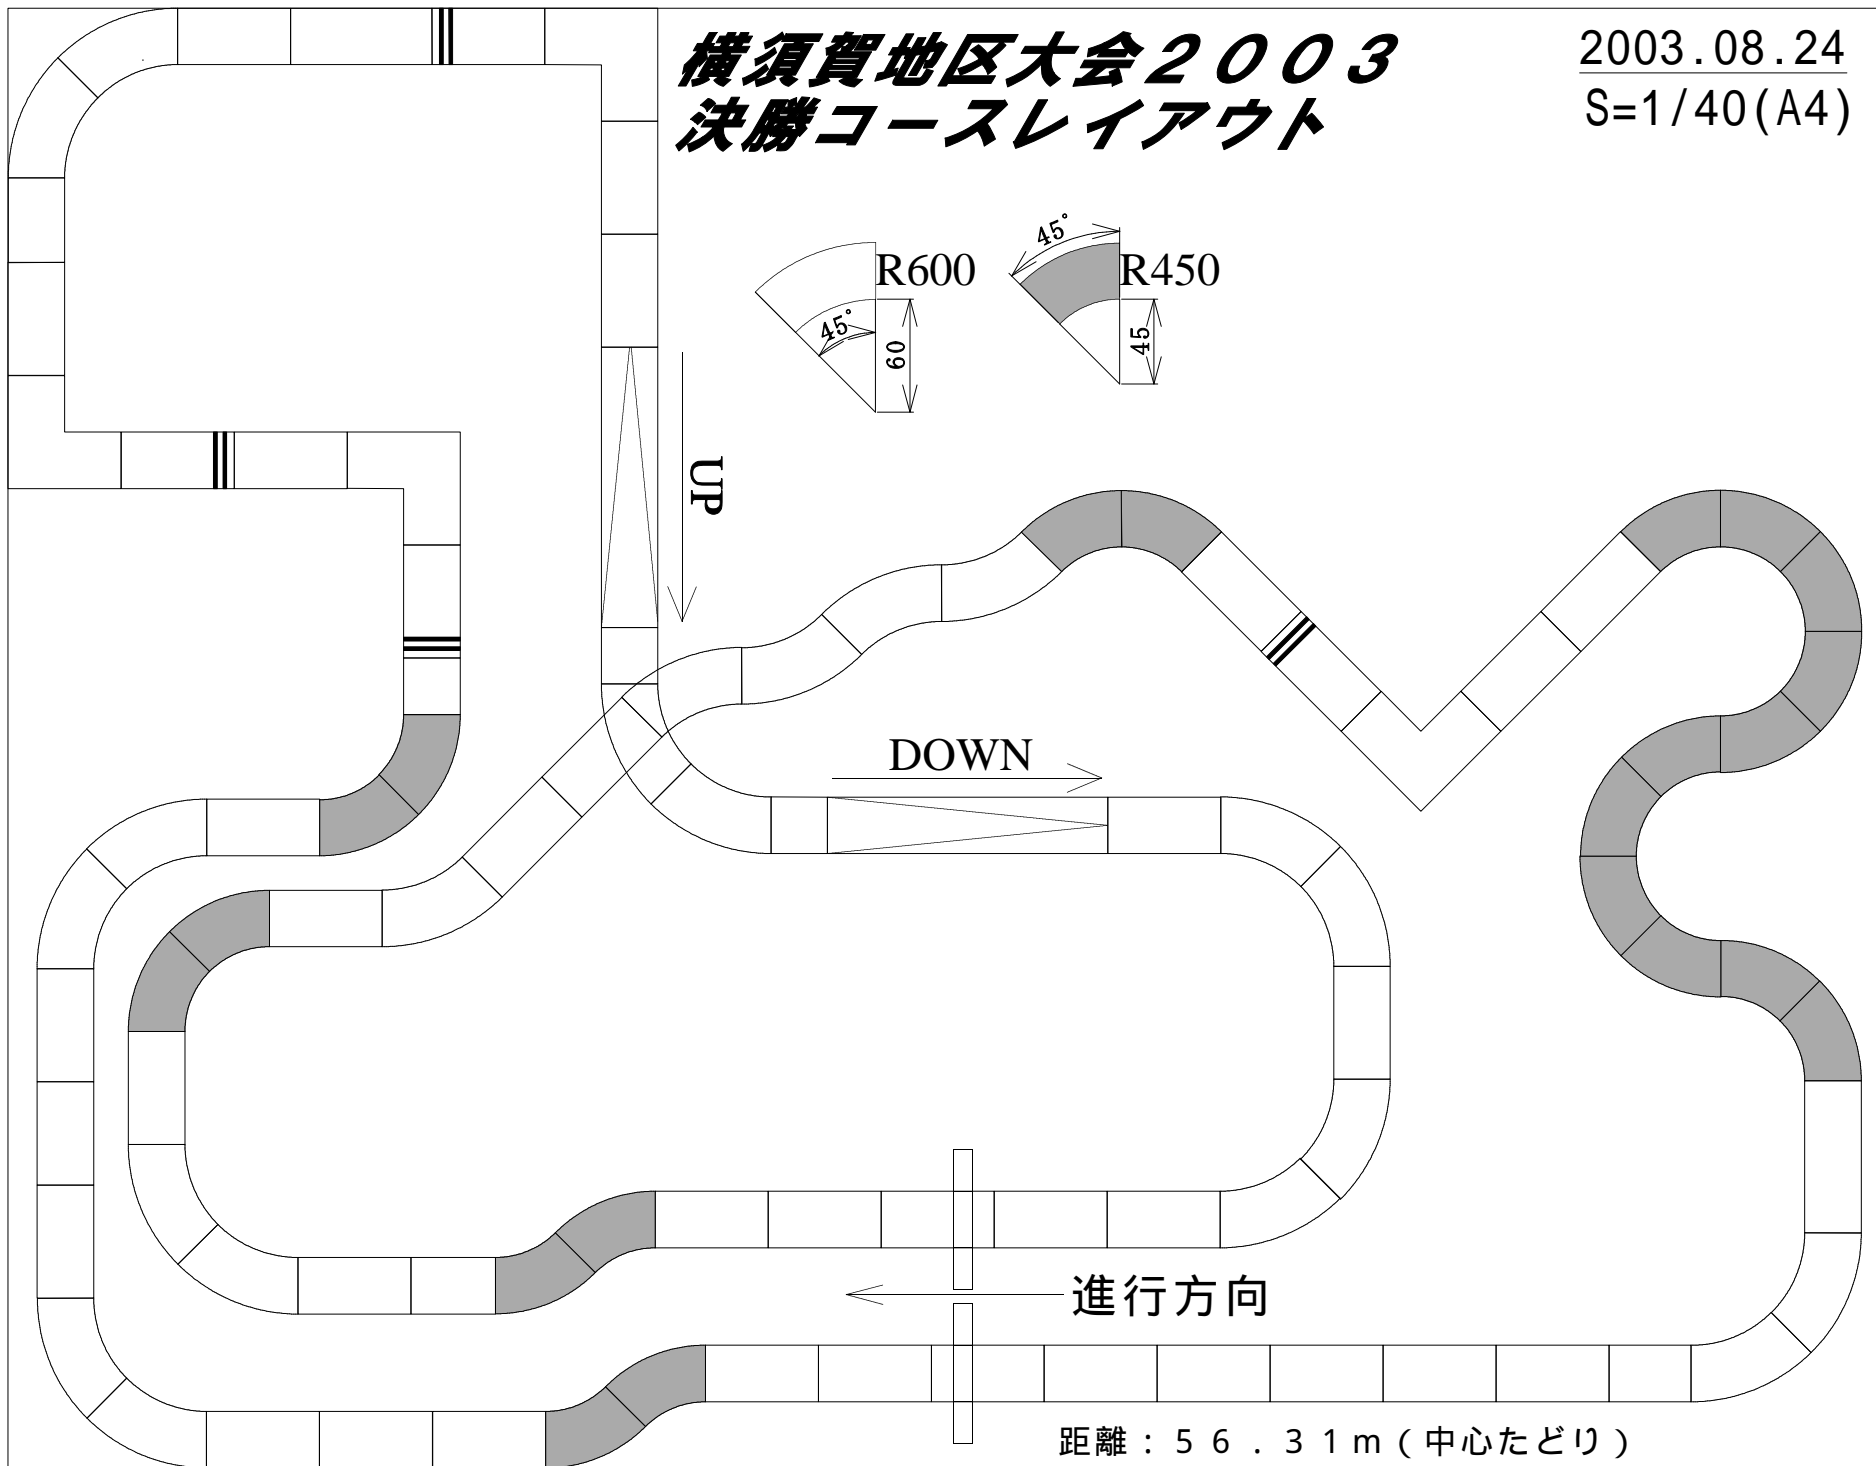 横須賀地区大会２００３
決勝コースレイアウト
2003.08.24
S=1/40(A4)
45°
R600
45°
60
R450
45
UP
DOWN
進行方向
距離：５６．３１ｍ（中心たどり）